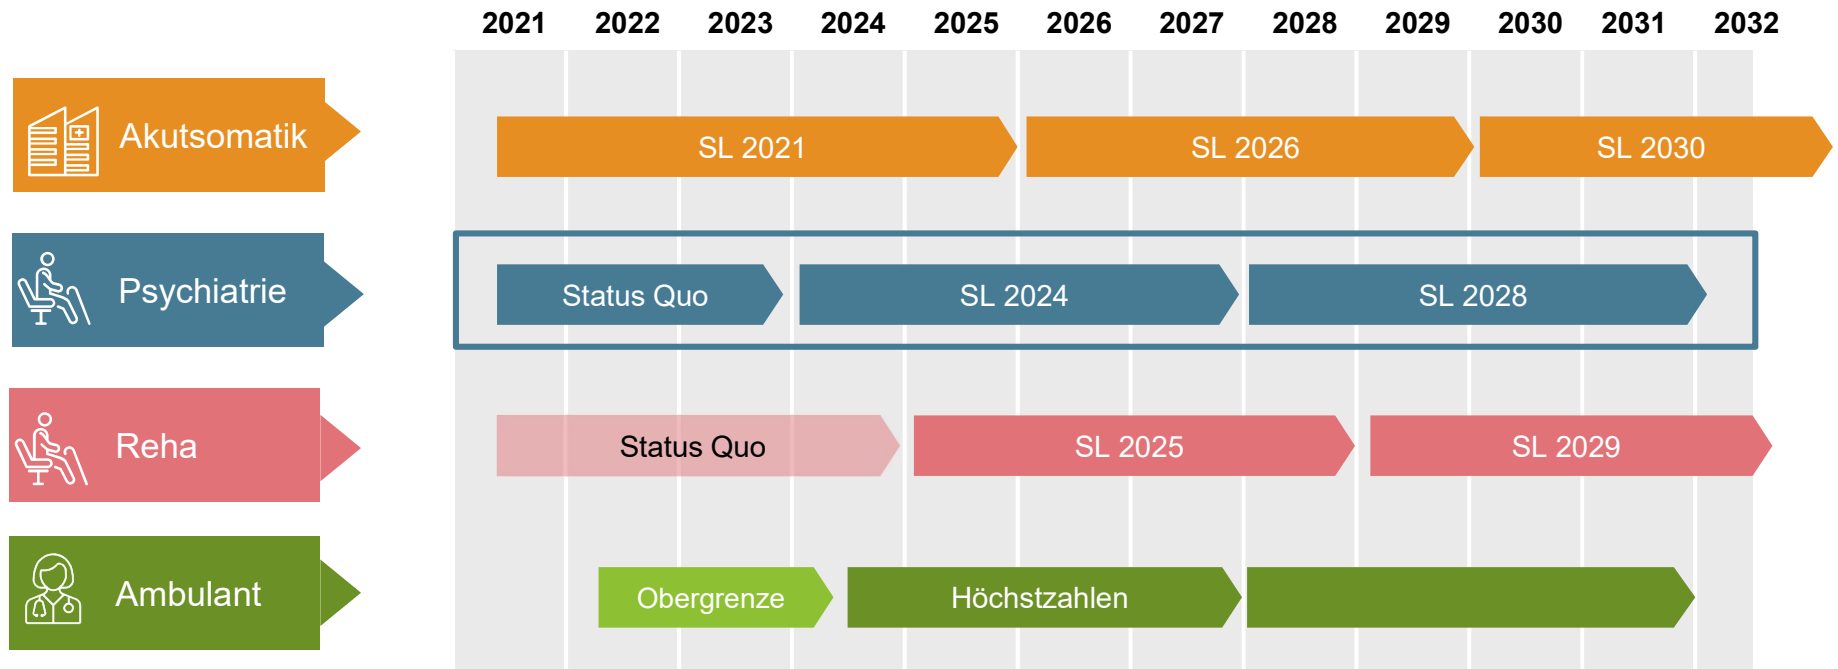 2021 2022 2023 2024 2025 2026 2027 2028 2029 2030 2031 2032
Akutsomatik
SL 2021 SL 2026 SL 2030
Psychiatrie
Status Quo SL 2024 SL 2028
Reha
Status Quo SL 2025 SL 2029
Ambulant
Obergrenze Höchstzahlen